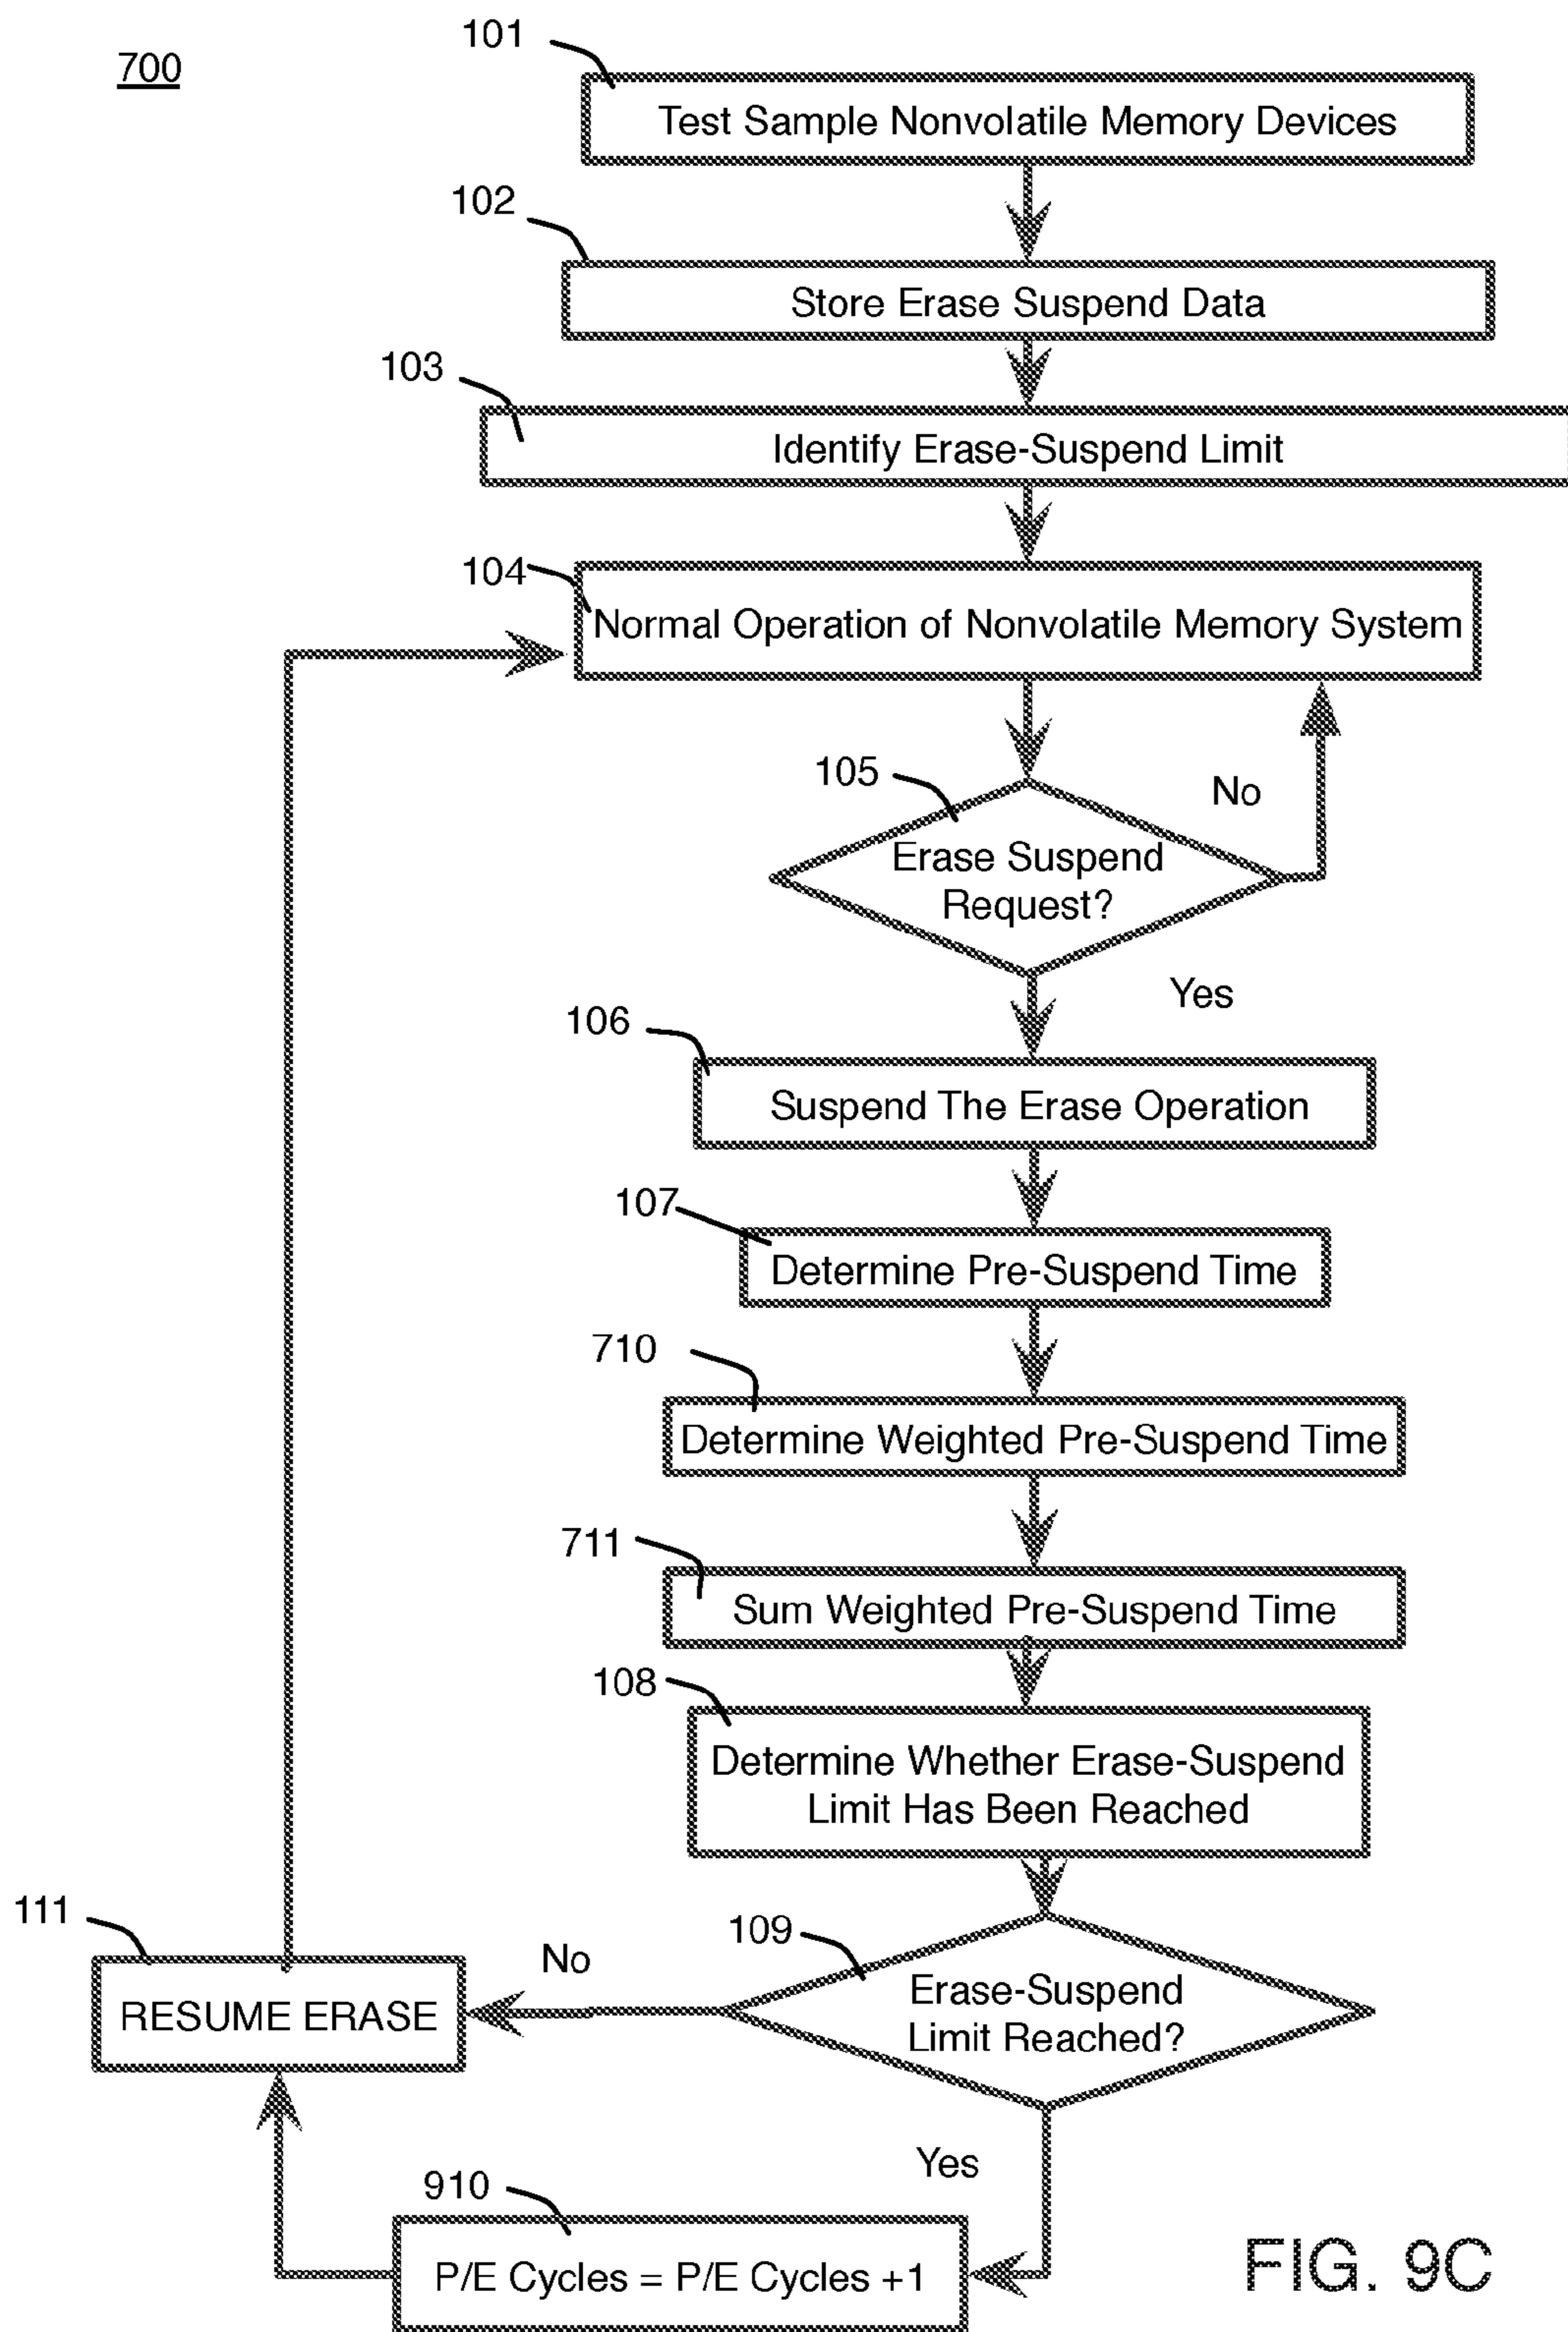 700
101
Test Sample Nonvolatile Memory Devices
102
Store Erase Suspend Data
103
Identify Erase-Suspend Limit
104
Normal Operation of Nonvolatile Memory System
105
No
Erase Suspend
Request?
Yes
106
Suspend The Erase Operation
107
Determine Pre-Suspend Time
710
Determine Weighted Pre-Suspend Time
711
Sum Weighted Pre-Suspend Time
108
Determine Whether Erase-Suspend
Limit Has Been Reached
111
109
No
RESUME ERASE
Erase-Suspend
Limit Reached?
Yes
910
P/E Cycles = P/E Cycles +1
FIG. 9C